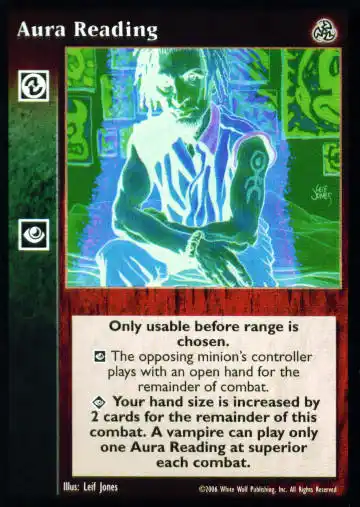 Aura Reading
LEIF
JONES
Only usable before range is
chosen.
The opposing minion's controller
plays with an open hand for the
remainder of combat.
Your hand size is increased by
2 cards for the remainder of this
combat. A vampire can play only
one Aura Reading at superior
each combat.
Illus: Leif Jones
©2006 White Wolf Publishing, Inc. All Rights Reserved